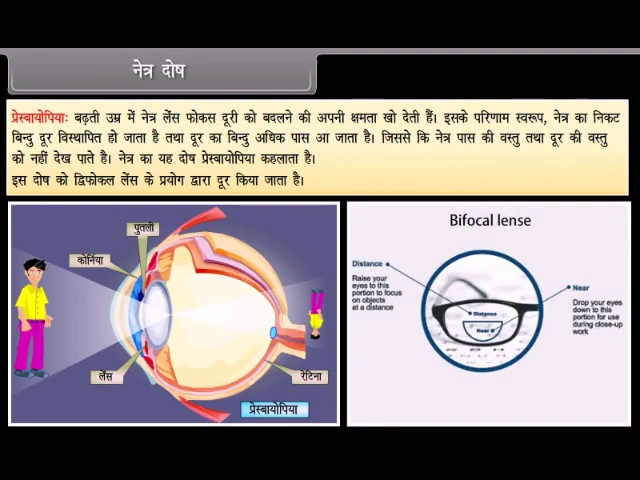 नेत्र दोष
प्रेस्बायोपियाः बढ़ती उम्र में नेत्र लेंस फोकस दूरी को बदलने की अपनी क्षमता खो देती हैं। इसके परिणाम स्वरूप, नेत्र का निकट
बिन्दु दूर विस्थापित हो जाता है तथा दूर का बिन्दु अधिक पास आ जाता है। जिससे कि नेत्र पास की वस्तु तथा दूर की वस्तु
को नहीं देख पाते है। नेत्र का यह दोष प्रेस्बायोपिया कहलाता है।
इस दोष को द्विफोकल लेंस के प्रयोग द्वारा दूर किया जाता है।
पुतली
कोर्निया
लेंस
रेटिना
प्रेस्बायोपिया
Bifocal lense
Distance
Raise your
eyes to this
portion to focus
on objects
at a distance
Distance
Near
Near
Drop your eyes
down to this
portion for use
during close-up
work